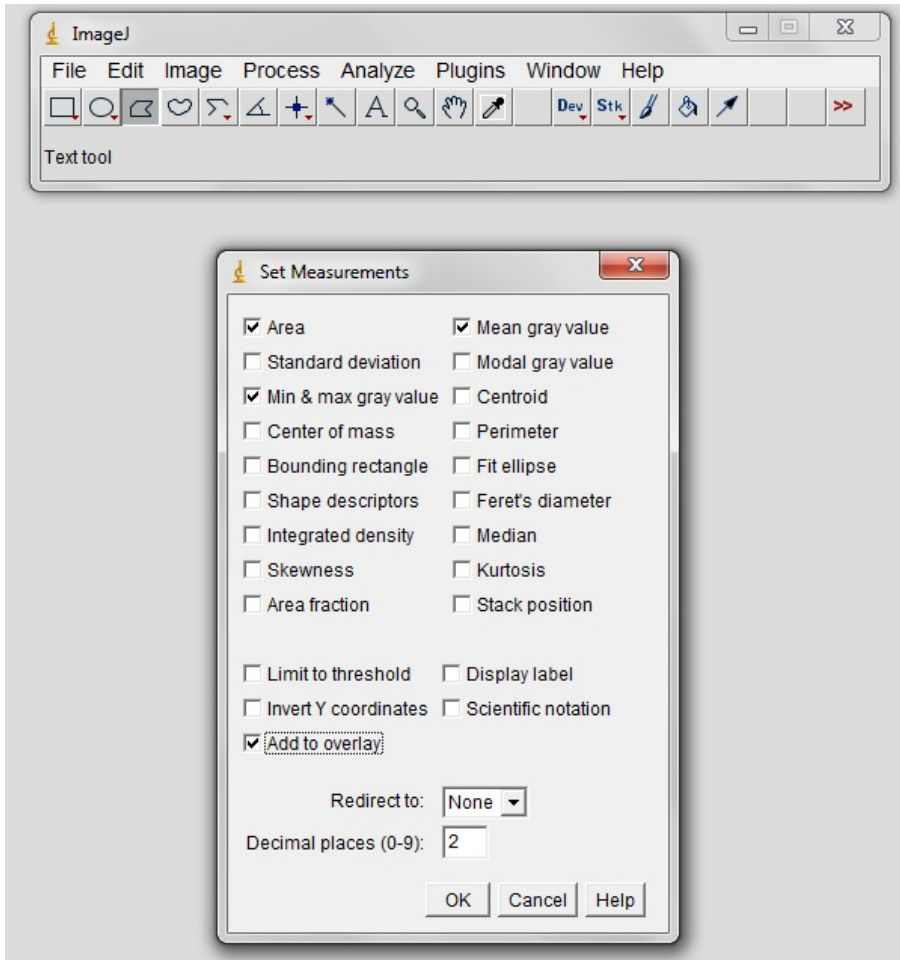 ImageJ
File Edit Image Process Analyze Plugins Window Help
A Dev Stk >>
Text tool
Set Measurements
Area Mean gray value
Standard deviation Modal gray value
Min & max gray value Centroid
Center of mass Perimeter
Bounding rectangle Fit ellipse
Shape descriptors Feret's diameter
Integrated density Median
Skewness Kurtosis
Area fraction Stack position
Limit to threshold Display label
Invert Y coordinates Scientific notation
Add to overlay
Redirect to: None
Decimal places (0-9): 2
OK Cancel Help